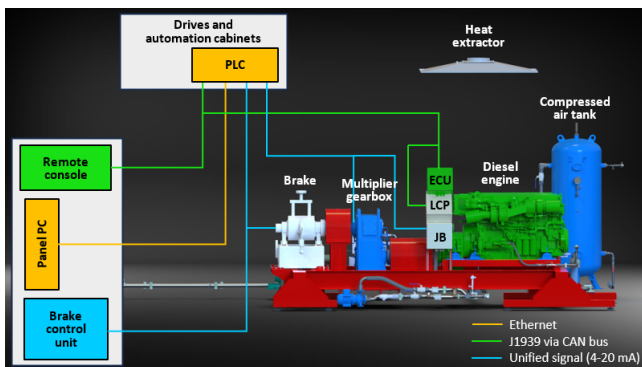 Drives and
automation cabinets
PLC
Heat
extractor
Compressed
air tank
Remote
console
Panel PC
Brake
control
unit
Brake
Multiplier
gearbox
ECU
LCP
JB
Diesel
engine
Ethernet
J1939 via CAN bus
Unified signal (4-20 mA)